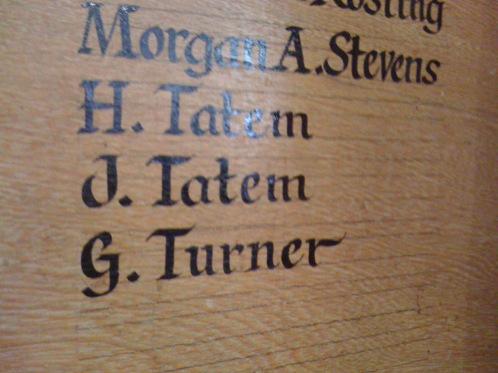 Morgan A. Stevens
H. Tatem
J. Tatem
G. Turner